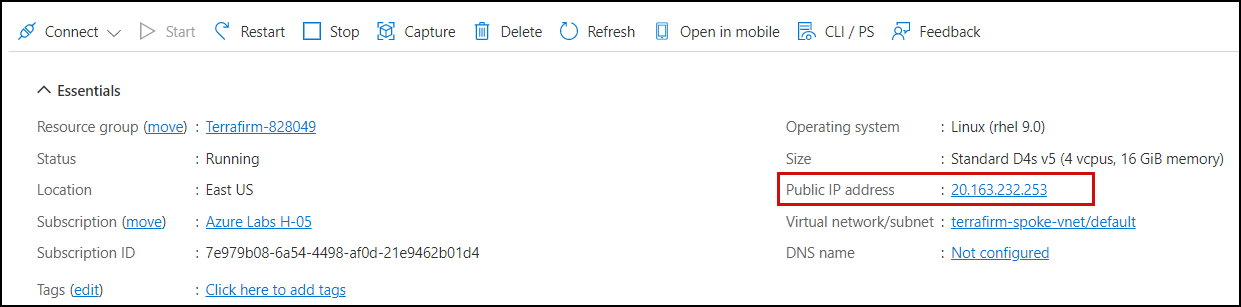 Connect Start Restart Stop Capture Delete Refresh Open in mobile CLI / PS Feedback
Essentials
Resource group (move) : Terrafirm-828049
Status : Running
Location : East US
Subscription (move) : Azure Labs H-05
Subscription ID : 7e979b08-6a54-4498-af0d-21e9462b01d4
Tags (edit) : Click here to add tags
Operating system : Linux (rhel 9.0)
Size : Standard D4s v5 (4 vcpus, 16 GiB memory)
Public IP address : 20.163.232.253
Virtual network/subnet : terrafirm-spoke-vnet/default
DNS name : Not configured